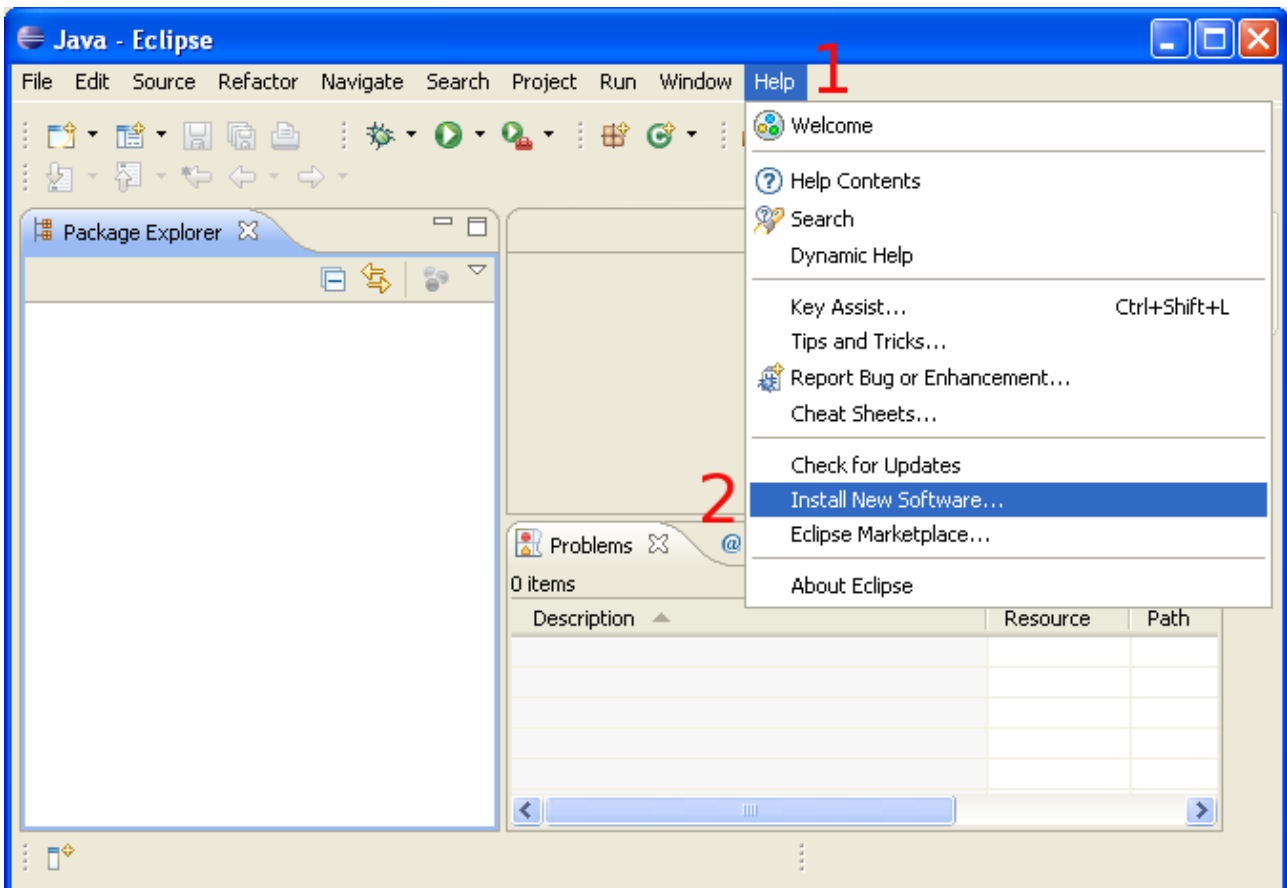 Java - Eclipse
1
File Edit Source Refactor Navigate Search Project Run Window Help
Welcome
Help Contents
Search
Dynamic Help
Key Assist... Ctrl+Shift+L
Tips and Tricks...
Report Bug or Enhancement...
Cheat Sheets...
Check for Updates
2
Install New Software...
Eclipse Marketplace...
About Eclipse
Package Explorer
Problems @
0 items
Description Resource Path